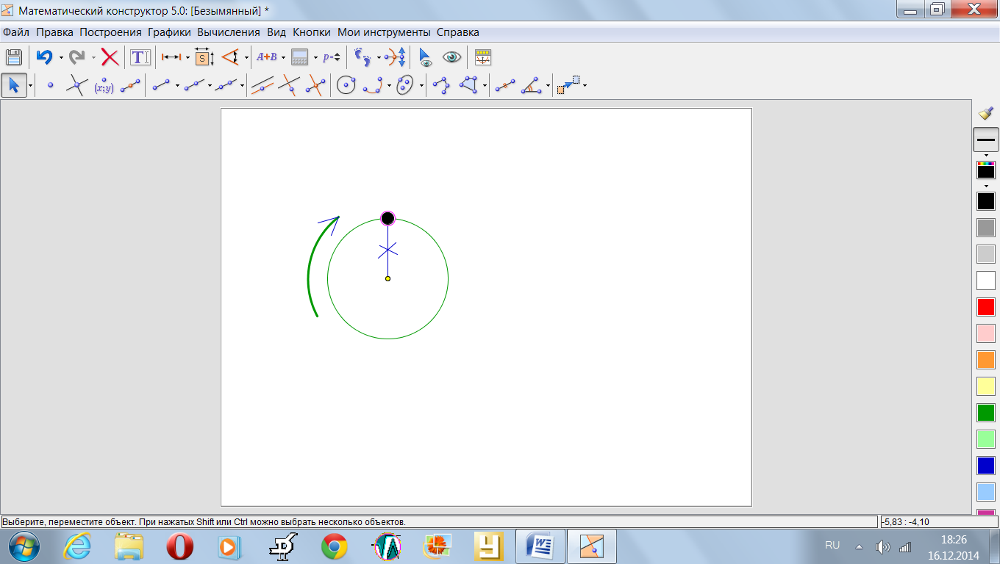 Математический конструктор 5.0: [Безымянный] *
Файл Правка Построения Графики Вычисления Вид Кнопки Мои инструменты Справка
T S A+B p=
(x;y)
Выберите, переместите объект. При нажатых Shift или Ctrl можно выбрать несколько объектов. -5,83 : -4,10
RU 18:26
16.12.2014